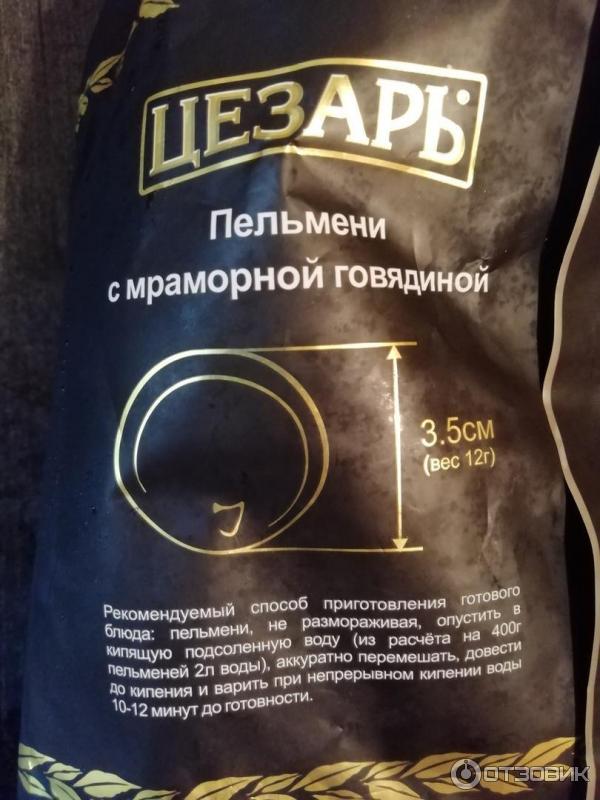 ЦЕЗАРЬ®
Пельмени
с мраморной говядиной
3.5см
(вес 12г)
Рекомендуемый способ приготовления готового
блюда: пельмени, не размораживая, опустить в
кипящую подсоленную воду (из расчёта на 400г
пельменей 2л воды), аккуратно перемешать, довести
до кипения и варить при непрерывном кипении воды
10-12 минут до готовности.
ОТЗОВИК